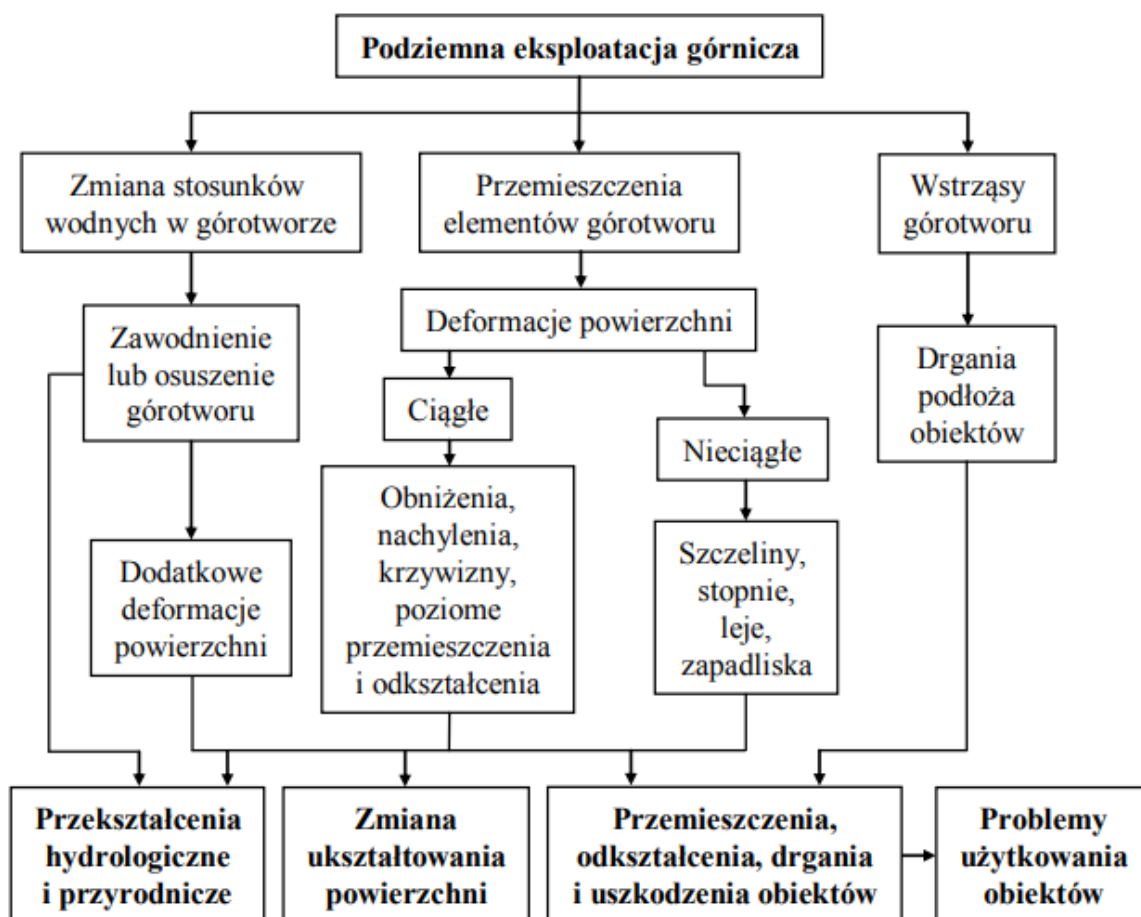 Podziemna eksploatacja górnicza
Zmiana stosunków
wodnych w górotworze
Przemieszczenia
elementów górotworu
Wstrząsy
górotworu
Zawodnienie
lub osuszenie
górotworu
Deformacje powierzchni
Drgania
podłoża
obiektów
Ciągłe
Nieciągłe
Obniżenia,
nachylenia,
krzywizny,
poziome
przemieszczenia
i odkształcenia
Szczeliny,
stopnie,
leje,
zapadliska
Dodatkowe
deformacje
powierzchni
Przekształcenia
hydrologiczne
i przyrodnicze
Zmiana
ukształtowania
powierzchni
Przemieszczenia,
odkształcenia, drgania
i uszkodzenia obiektów
Problemy
użytkowania
obiektów